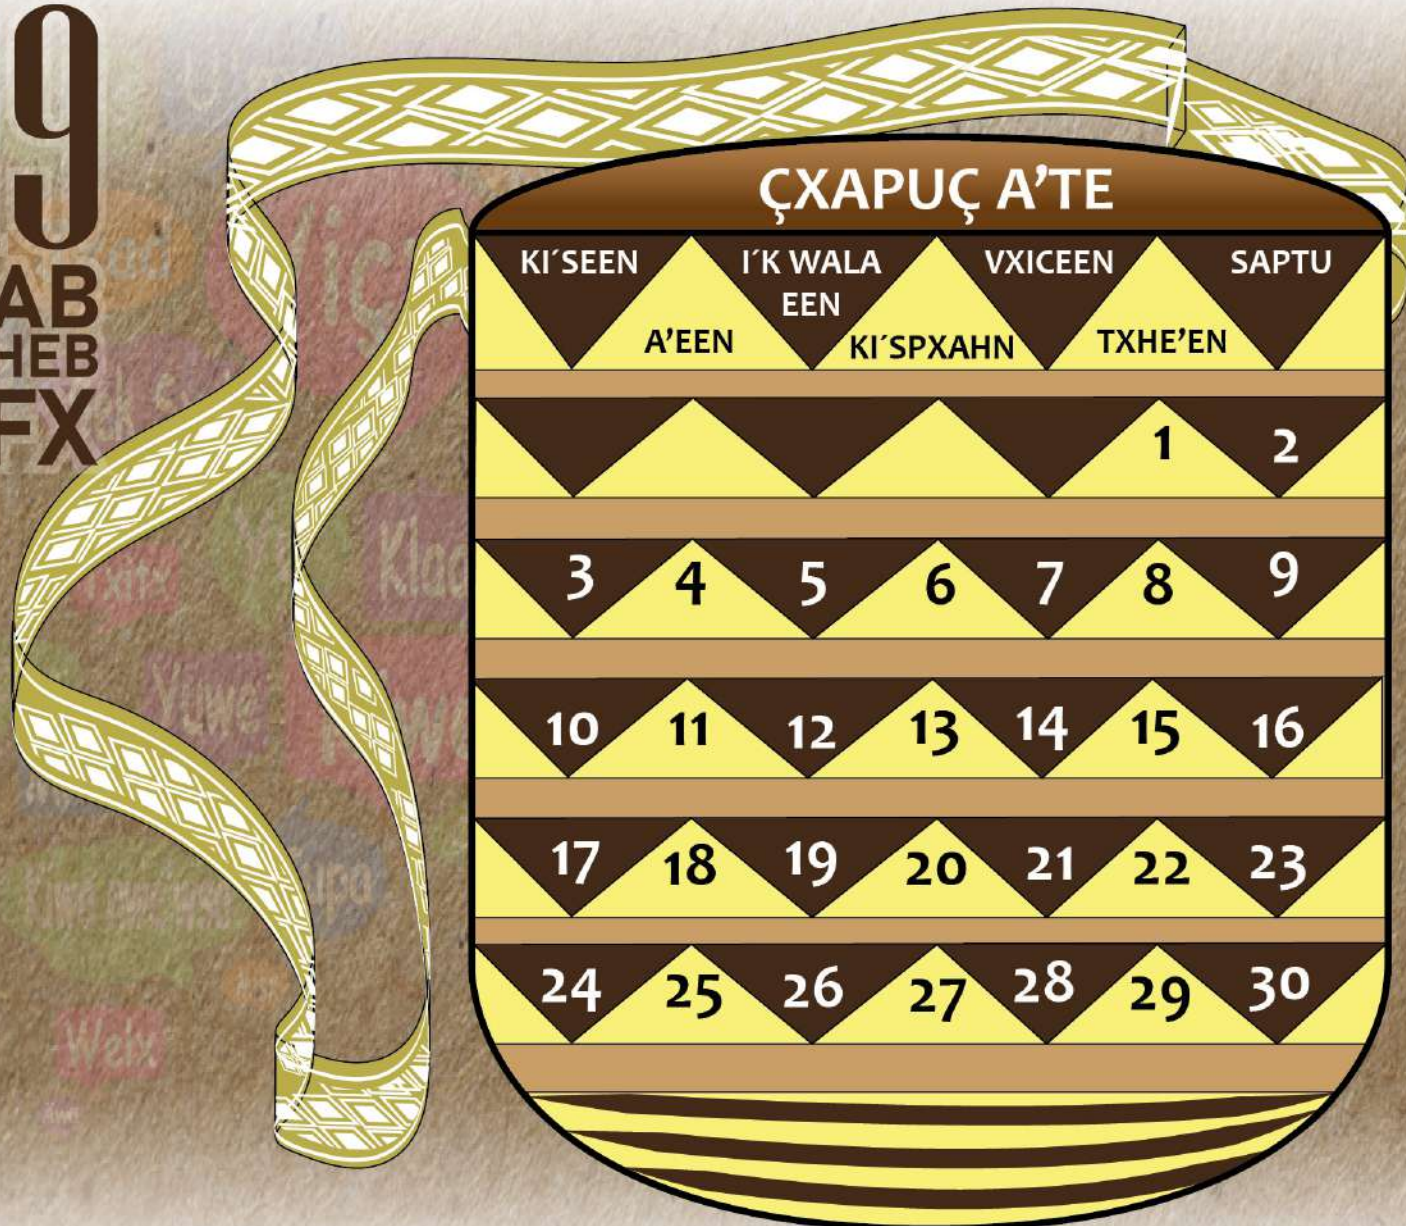 9
AB
HEB
FX
ÇXAPUÇ A’TE
KI´SEEN I´K WALA EEN VXICEEN SAPTU
A’EEN KI´SPXAHN TXHE’EN
1 2
3 4 5 6 7 8 9
10 11 12 13 14 15 16
17 18 19 20 21 22 23
24 25 26 27 28 29 30
Yuwe
Welx